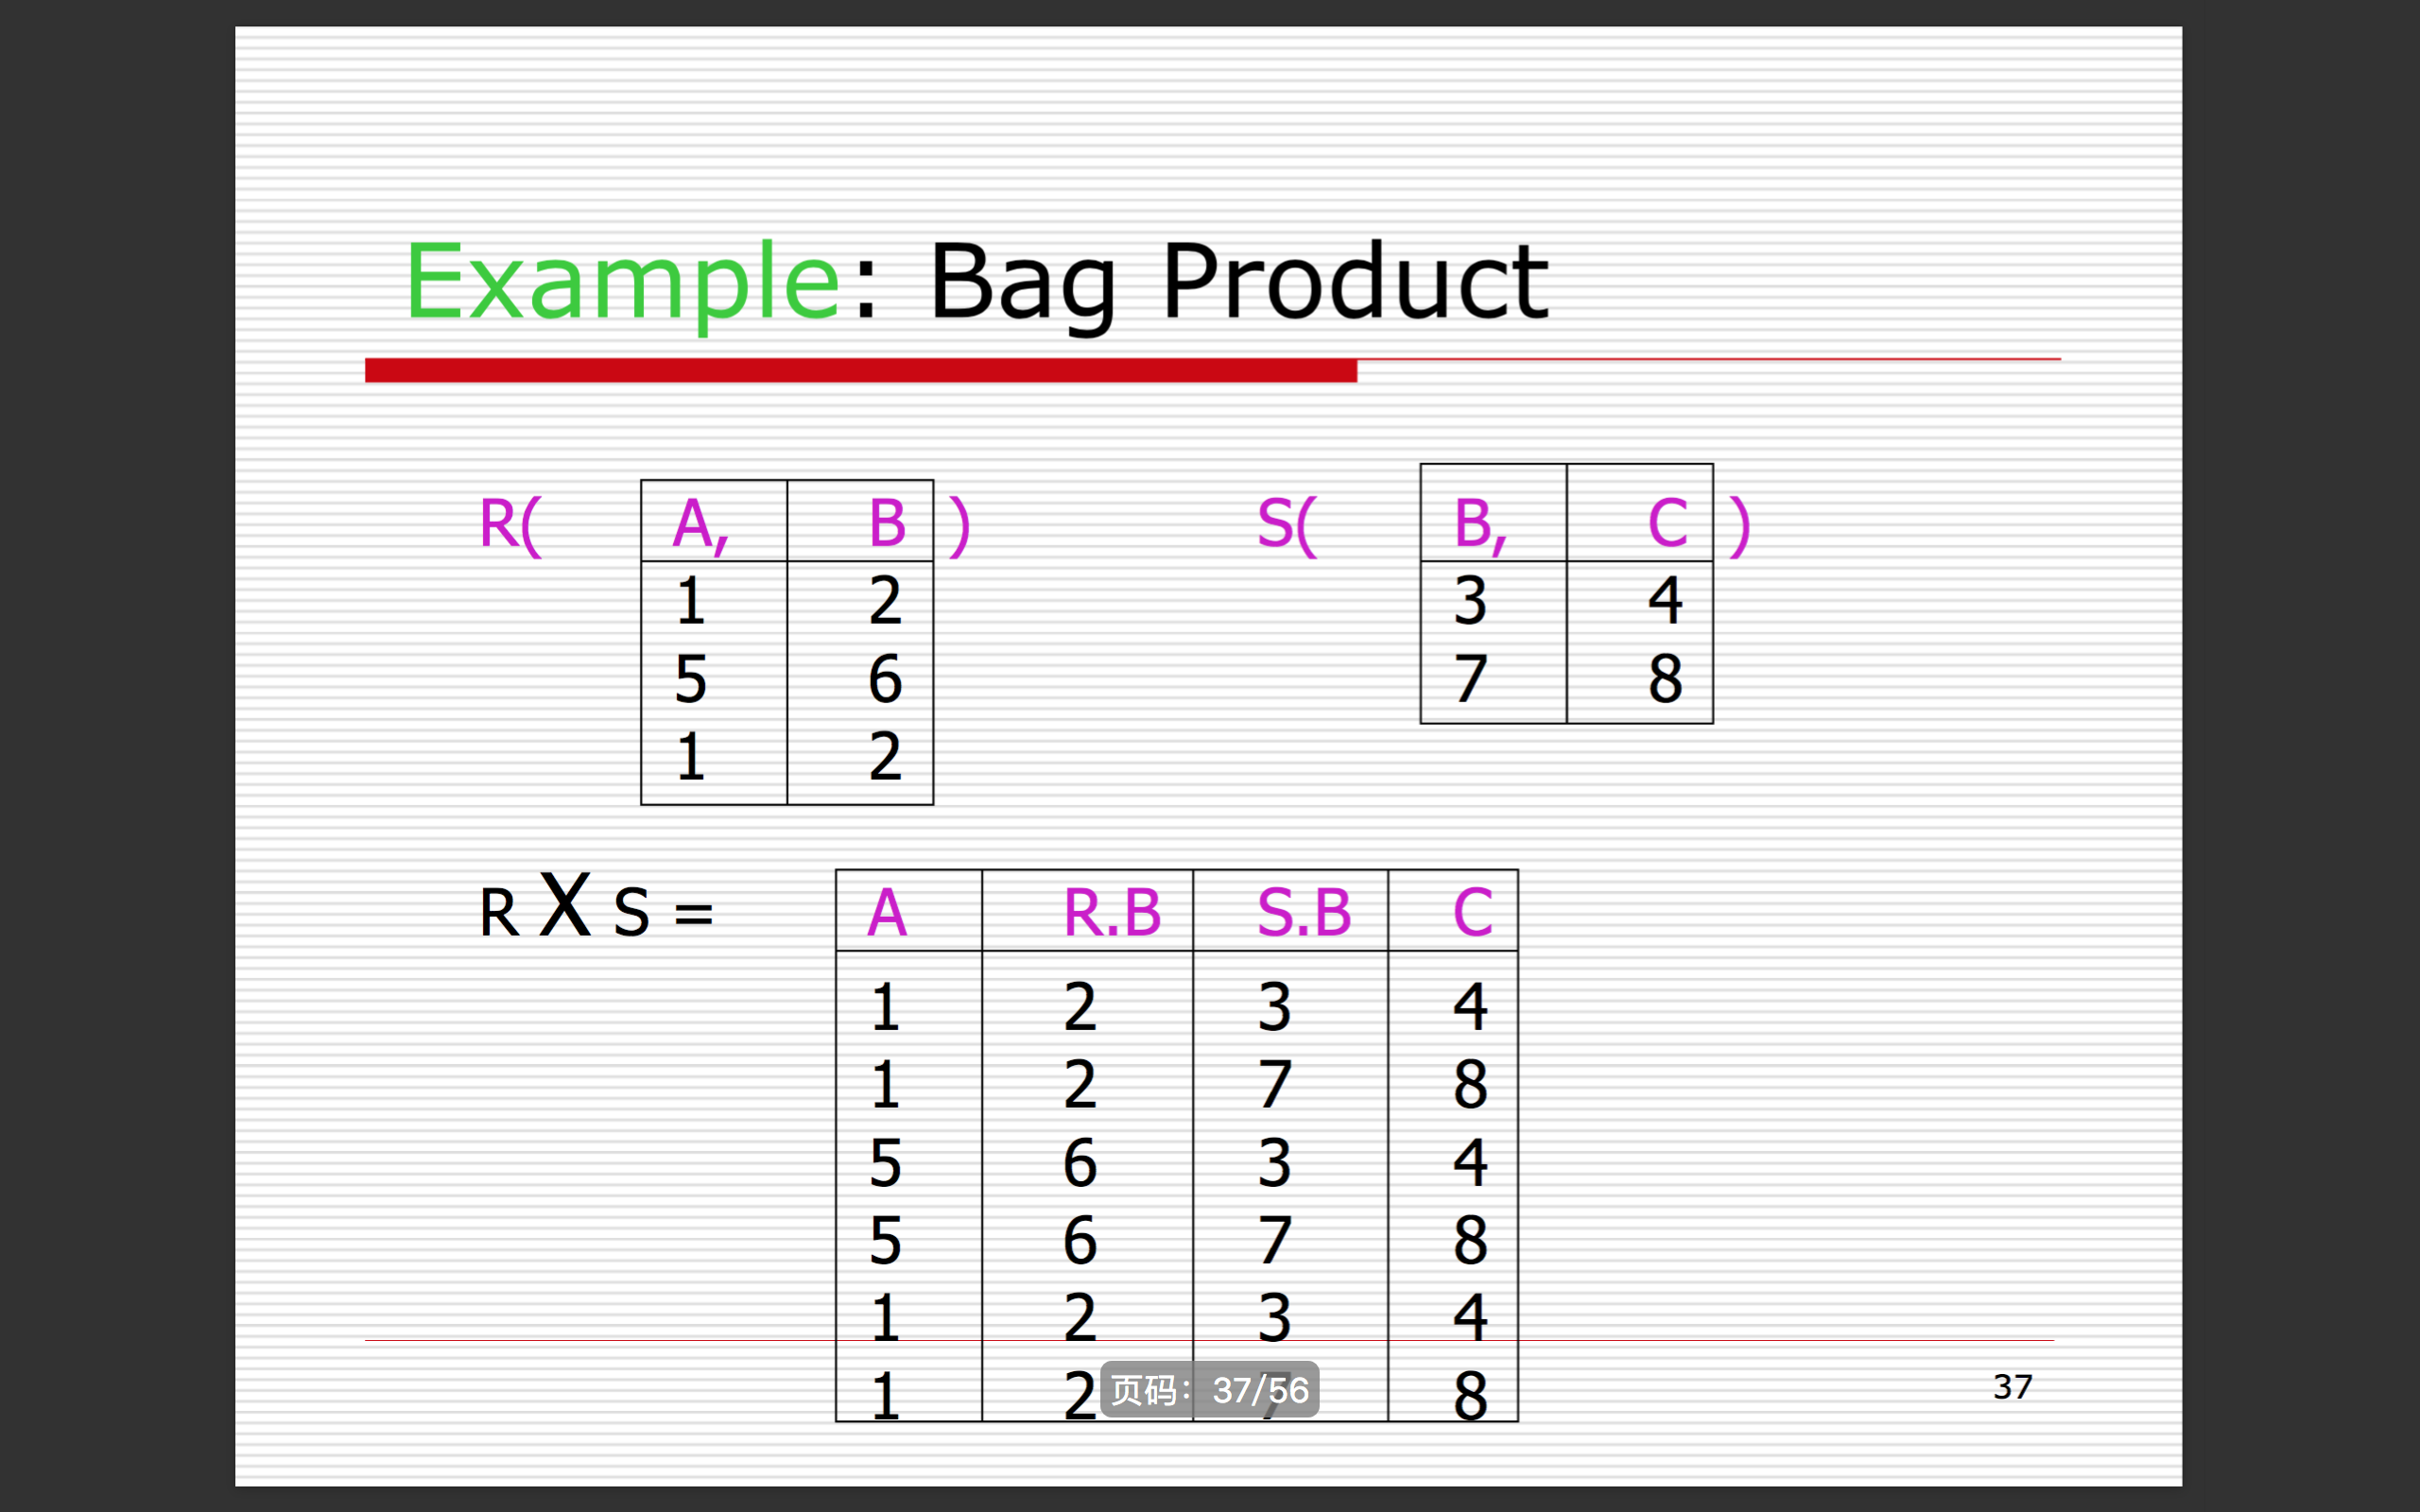 Example: Bag Product
R( A, B ) S( B, C )
1 2 3 4
5 6 7 8
1 2
R X S = A R.B S.B C
1 2 3 4
1 2 7 8
5 6 3 4
5 6 7 8
1 2 3 4
1 2 7 8
页码: 37/56
37